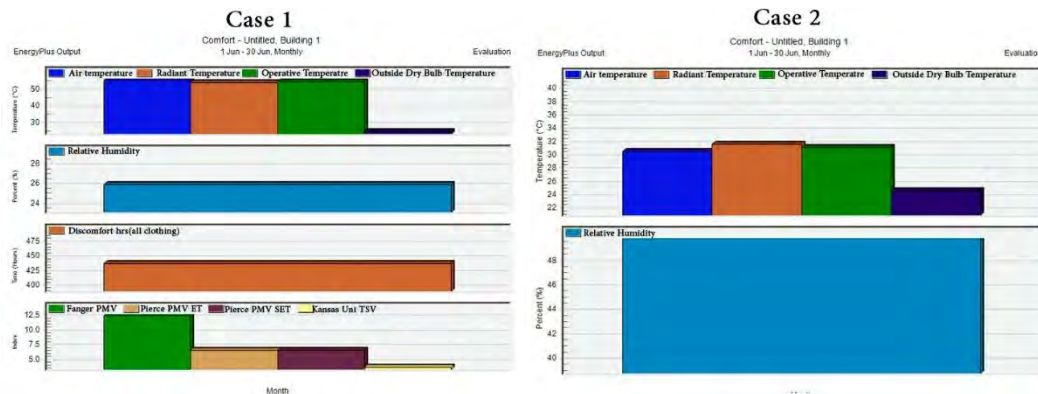 Case 1
Comfort - Untitled, Building 1
EnergyPlus Output
1 Jun - 30 Jun, Monthly
Evaluation
Air temperature
Radiant Temperature
Operative Temperatre
Outside Dry Bulb Temperature
Temperature (°C)
50
40
30
Relative Humidity
Percent (%)
28
26
24
Discomfort hrs(all clothing)
Time (Hours)
475
450
425
400
Fanger PMV
Pierce PMV ET
Pierce PMV SET
Kansas Uni TSV
Index
12.5
10.0
7.5
5.0
Month
Case 2
Comfort - Untitled, Building 1
EnergyPlus Output
1 Jun - 30 Jun, Monthly
Evaluatio
Air temperature
Radiant Temperature
Operative Temperature
Outside Dry Bulb Temperature
Temperature (°C)
40
38
36
34
32
30
28
26
24
22
Relative Humidity
Percent (%)
48
46
44
42
40